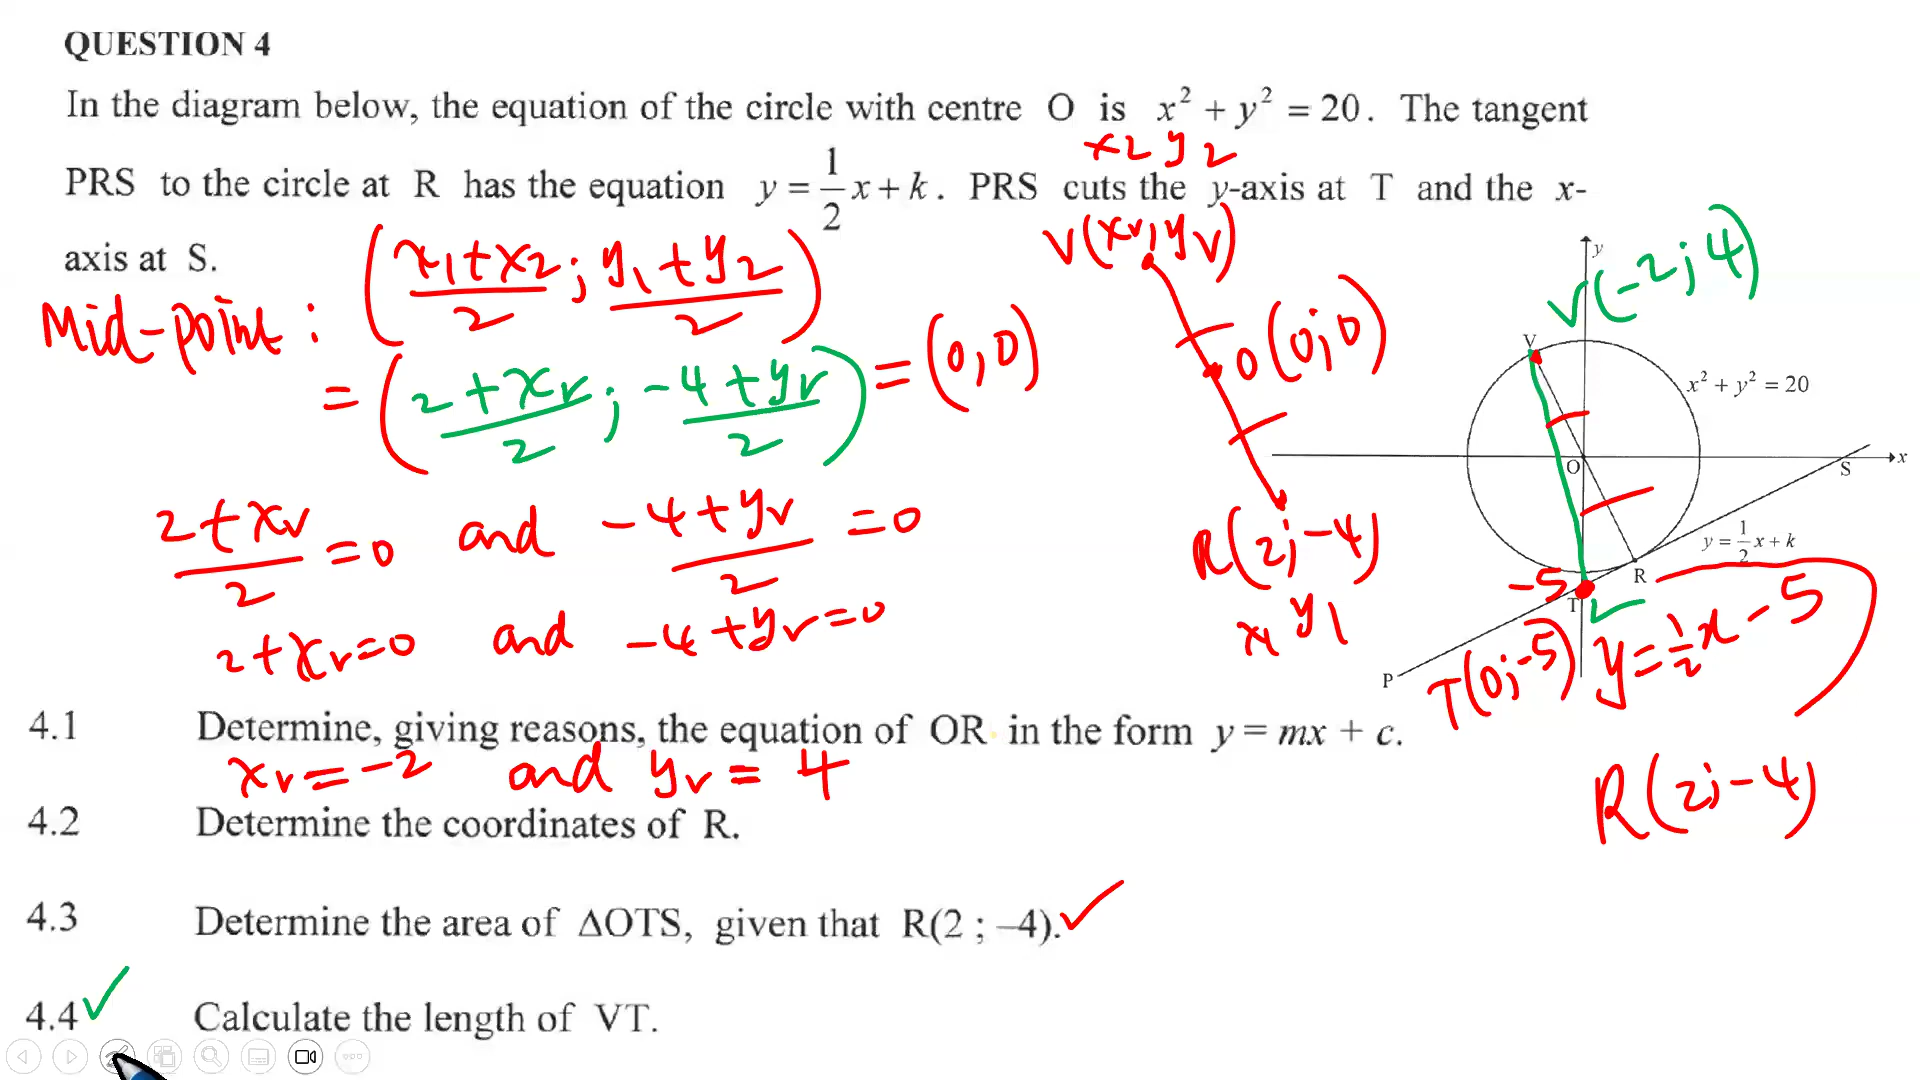 QUESTION 4
In the diagram below, the equation of the circle with centre O is x² + y² = 20. The tangent
x2 y2
PRS to the circle at R has the equation y = 1/2 x + k. PRS cuts the y-axis at T and the x-
axis at S.
Mid-point: (x1+x2/2 ; y1+y2/2)
= (2+xv/2 ; -4+yv/2) = (0,0)
2+xv/2 = 0 and -4+yv/2 = 0
2+xv=0 and -4+yv=0
V(xv;yv)
O(0;0)
R(2;-4)
x1 y1
y
V(-2;4)
V
x² + y² = 20
O
S
x
y = 1/2 x + k
R
-5
T
P
T(0;-5)
y = 1/2 x - 5
R(2;-4)
4.1 Determine, giving reasons, the equation of OR in the form y = mx + c.
xv = -2 and yv = 4
4.2 Determine the coordinates of R.
4.3 Determine the area of ΔOTS, given that R(2 ; –4).
4.4 Calculate the length of VT.